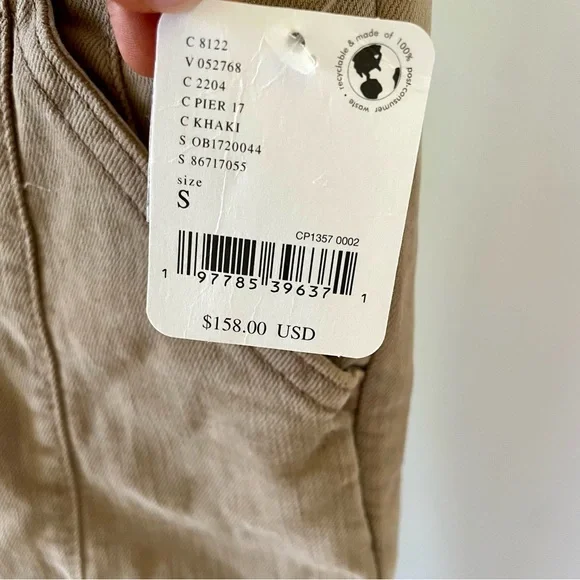 C 8122
V 052768
C 2204
C PIER 17
C KHAKI
S OB1720044
S 86717055
size
S
recyclable & made of 100% post-consumer waste •
CP1357 0002
1 97785 39637 1
$158.00 USD